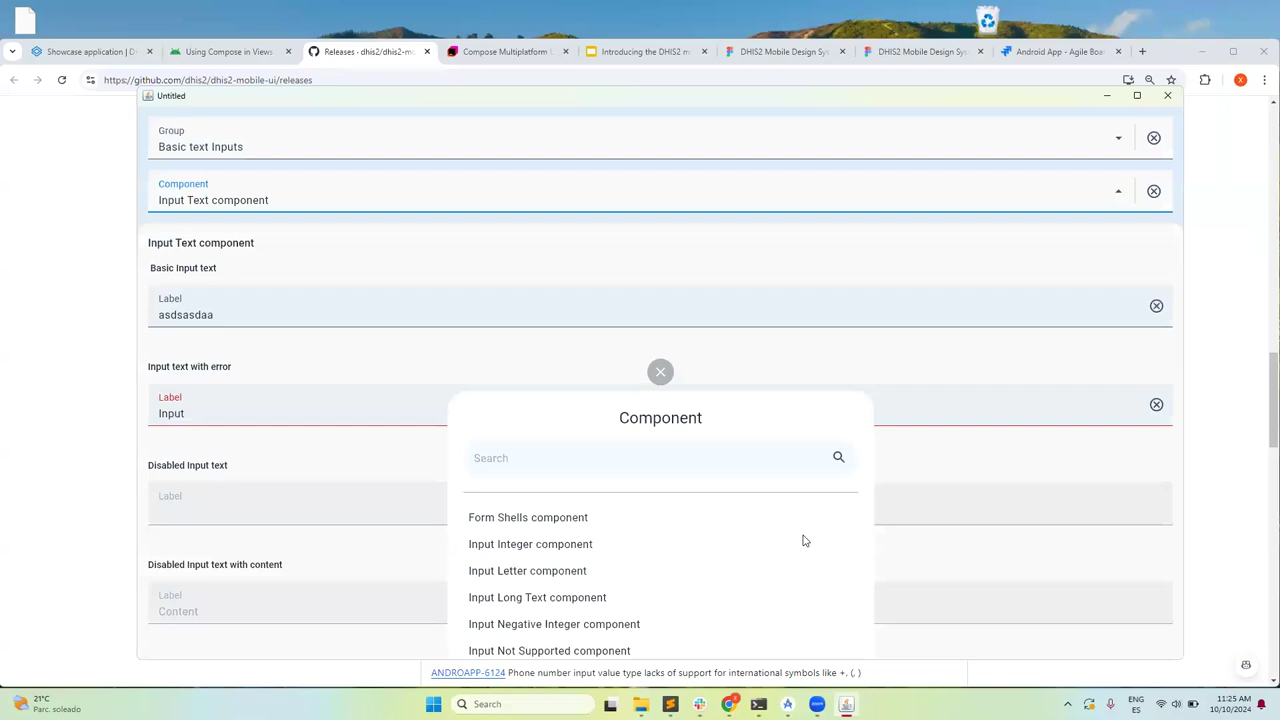 Showcase application | D
Using Compose in Views
Releases · dhis2/dhis2-mo
Compose Multiplatform
Introducing the DHIS2 m
DHIS2 Mobile Design Sys
DHIS2 Mobile Design Sys
Android App - Agile Boa
https://github.com/dhis2/dhis2-mobile-ui/releases
X
Untitled
Group
Basic text Inputs
Component
Input Text component
Input Text component
Basic Input text
Label
asdsasdaa
Input text with error
Label
Input
Component
Search
Disabled Input text
Label
Form Shells component
Input Integer component
Disabled Input text with content
Input Letter component
Label
Content
Input Long Text component
Input Negative Integer component
Input Not Supported component
ANDROAPP-6124 Phone number input value type lacks of support for international symbols like +. (, )
21°C
Parc. soleado
Search
ENG
ES
11:25 AM
10/10/2024